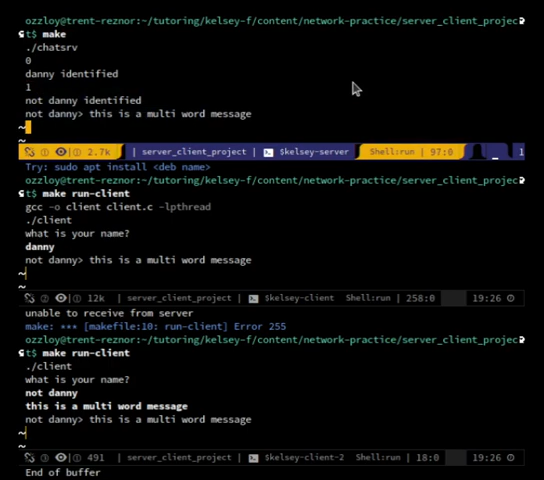 ozzloy@trent-reznor:~/tutoring/kelsey-f/content/network-practice/server_client_projec
t$ make
./chatsrv
0
danny identified
1
not danny identified
not danny> this is a multi word message
~
~
2.7k | server_client_project | $kelsey-server Shell:run | 97:0 1
Try: sudo apt install <deb name>
ozzloy@trent-reznor:~/tutoring/kelsey-f/content/network-practice/server_client_projec
t$ make run-client
gcc -o client client.c -lpthread
./client
what is your name?
danny
not danny> this is a multi word message
~
~
② ①| 12k | server_client_project | $kelsey-client Shell:run | 258:0 19:26
unable to receive from server
make: *** [makefile:10: run-client] Error 255
ozzloy@trent-reznor:~/tutoring/kelsey-f/content/network-practice/server_client_projec
t$ make run-client
./client
what is your name?
not danny
this is a multi word message
not danny> this is a multi word message
~
~
③ ①| 491 | server_client_project | $kelsey-client-2 Shell:run | 18:0 19:26
End of buffer